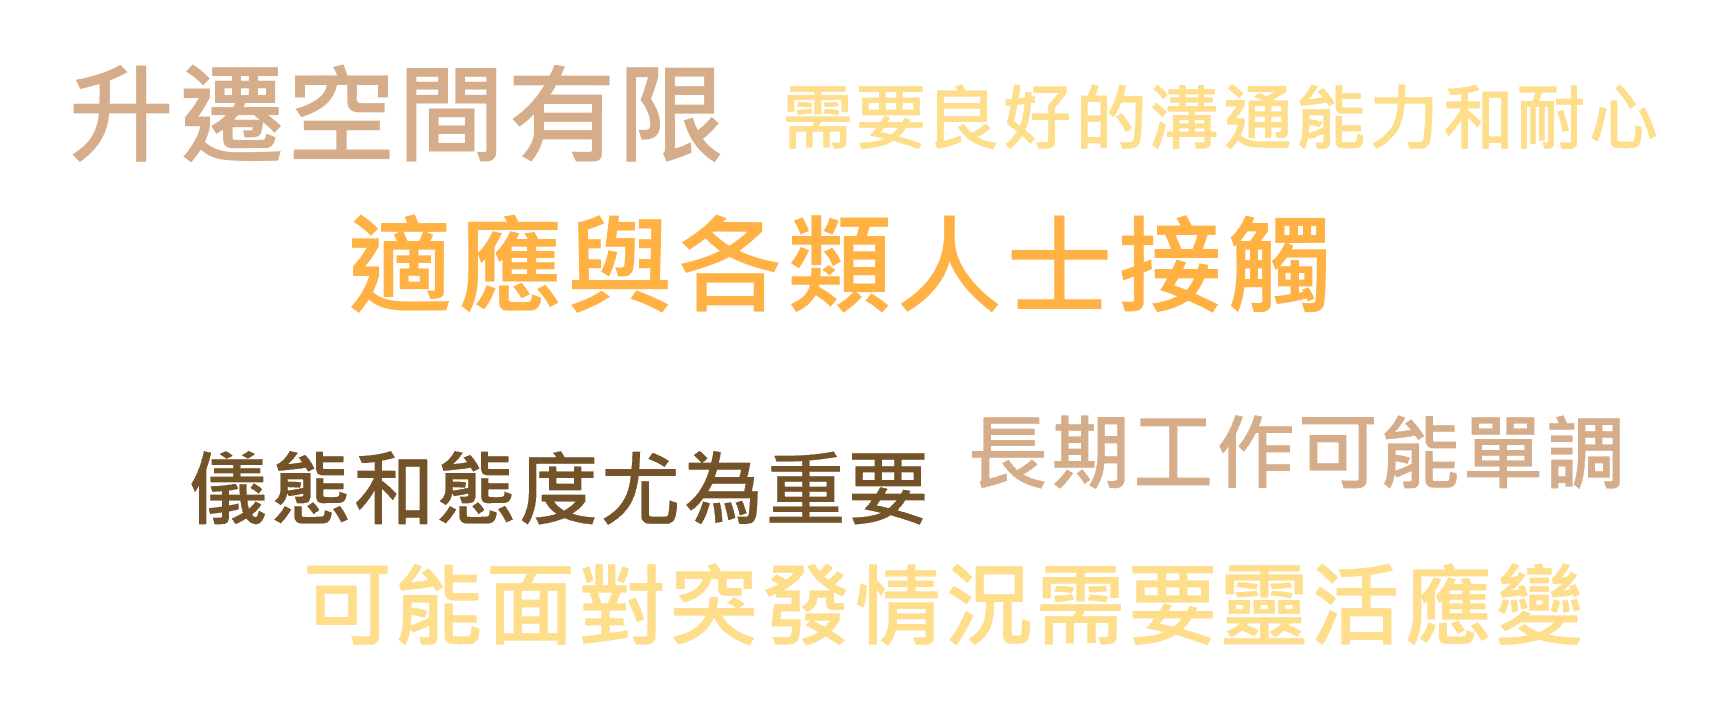 升遷空間有限
需要良好的溝通能力和耐心
適應與各類人士接觸
長期工作可能單調
儀態和態度尤為重要
可能面對突發情況需要靈活應變